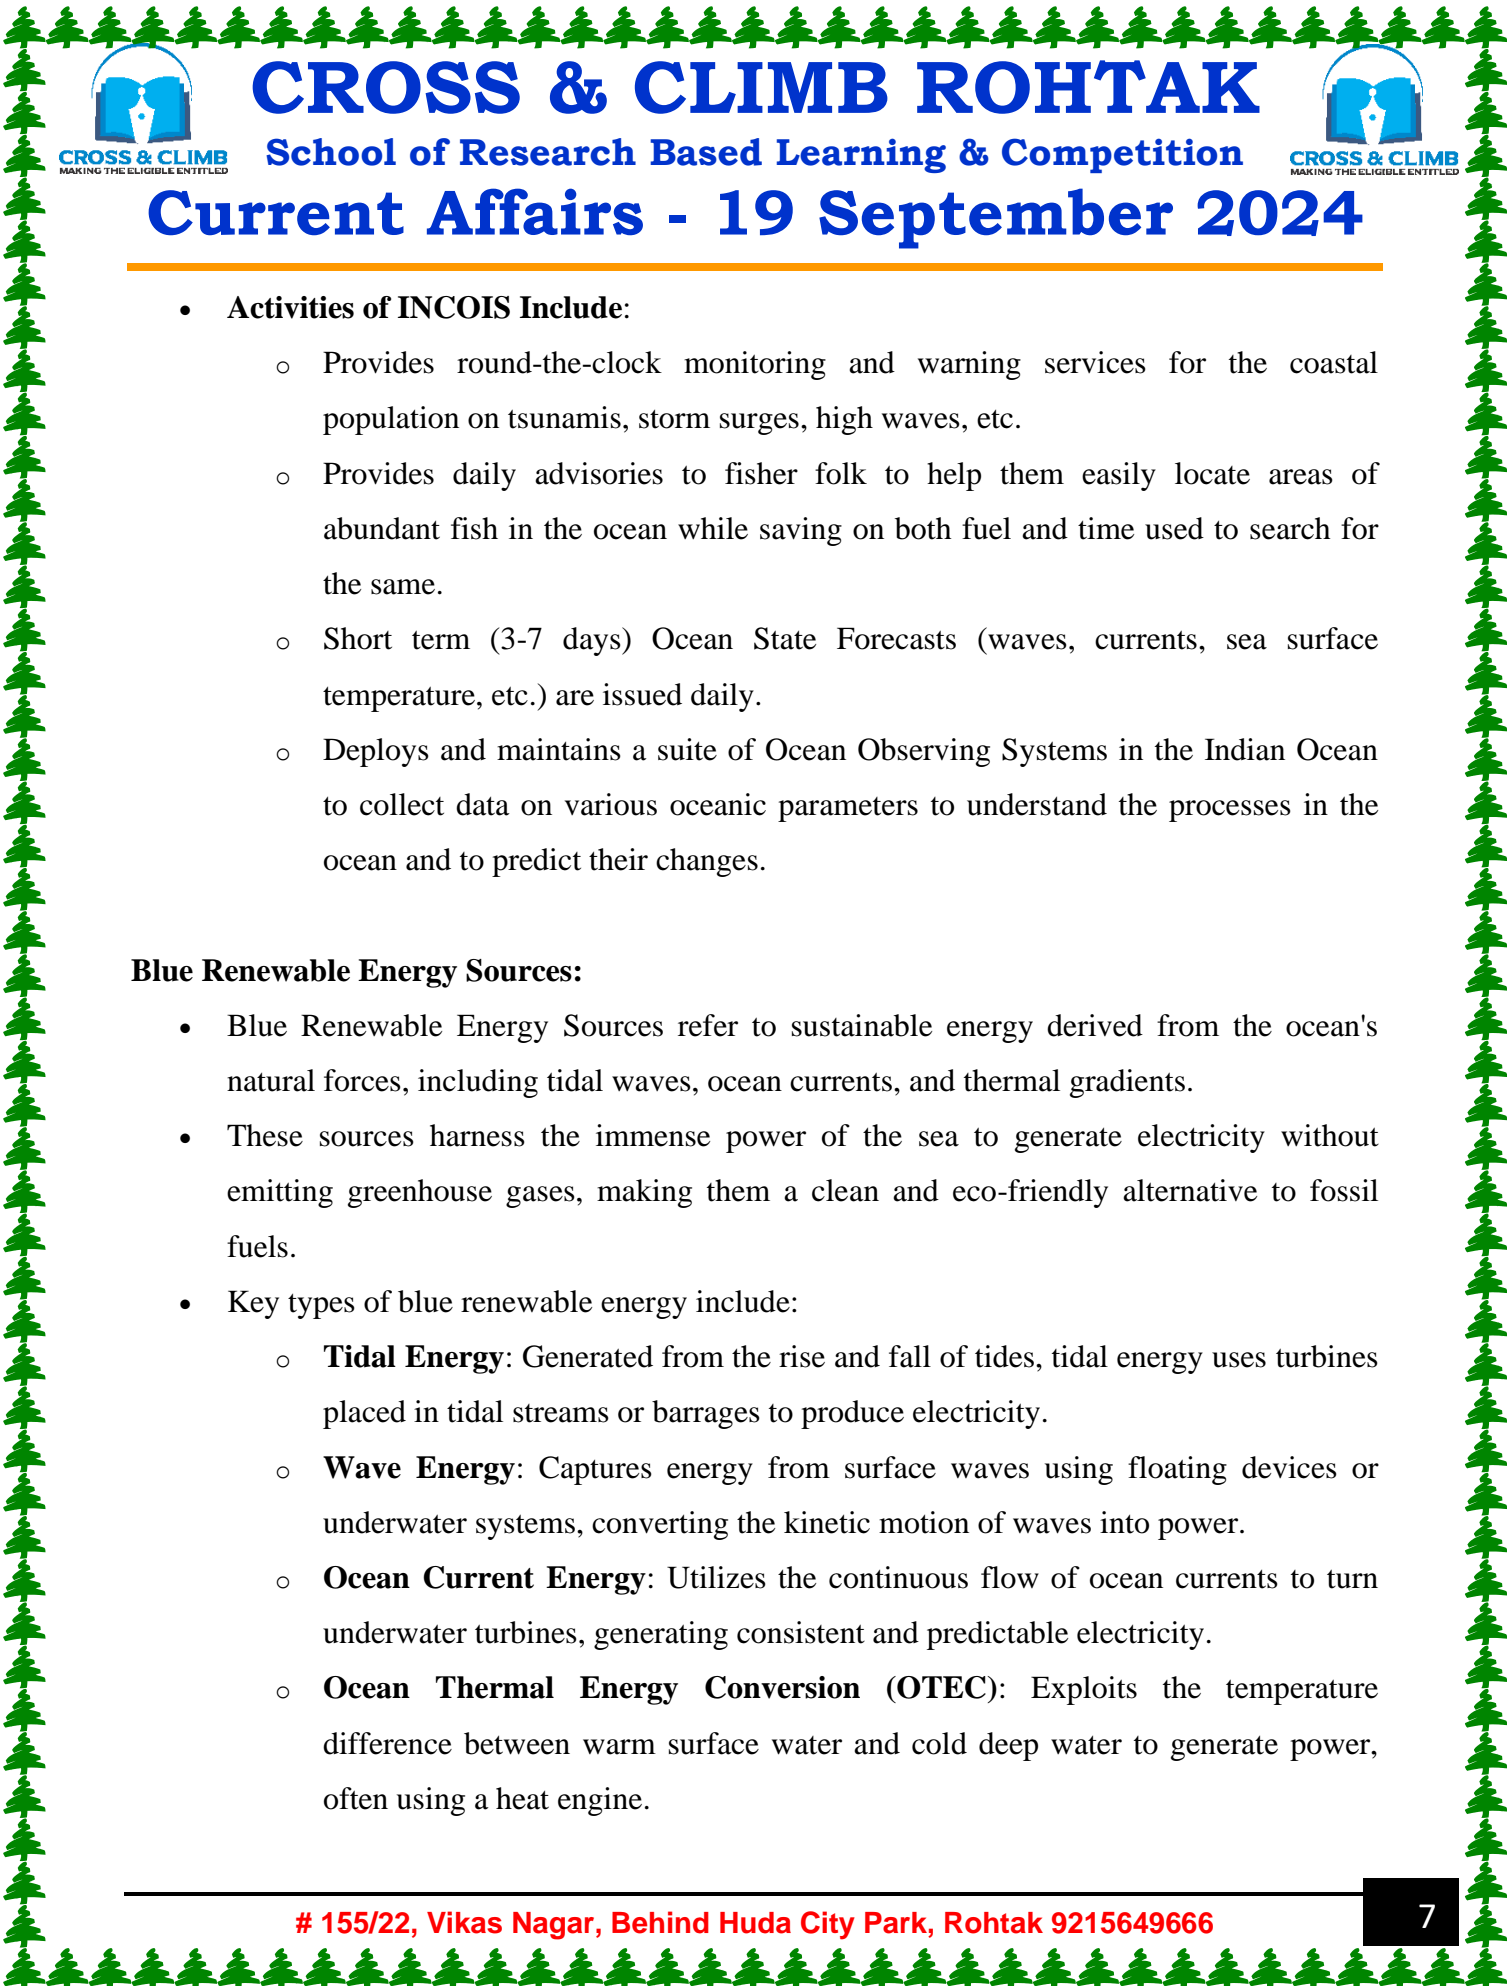 CROSS & CLIMB ROHTAK
CROSS & CLIMB
MAKING THE ELIGIBLE ENTITLED
School of Research Based Learning & Competition
CROSS & CLIMB
MAKING THE ELIGIBLE ENTITLED
Current Affairs - 19 September 2024
• Activities of INCOIS Include:
o Provides round-the-clock monitoring and warning services for the coastal
population on tsunamis, storm surges, high waves, etc.
o Provides daily advisories to fisher folk to help them easily locate areas of
abundant fish in the ocean while saving on both fuel and time used to search for
the same.
o Short term (3-7 days) Ocean State Forecasts (waves, currents, sea surface
temperature, etc.) are issued daily.
o Deploys and maintains a suite of Ocean Observing Systems in the Indian Ocean
to collect data on various oceanic parameters to understand the processes in the
ocean and to predict their changes.
Blue Renewable Energy Sources:
• Blue Renewable Energy Sources refer to sustainable energy derived from the ocean's
natural forces, including tidal waves, ocean currents, and thermal gradients.
• These sources harness the immense power of the sea to generate electricity without
emitting greenhouse gases, making them a clean and eco-friendly alternative to fossil
fuels.
• Key types of blue renewable energy include:
o Tidal Energy: Generated from the rise and fall of tides, tidal energy uses turbines
placed in tidal streams or barrages to produce electricity.
o Wave Energy: Captures energy from surface waves using floating devices or
underwater systems, converting the kinetic motion of waves into power.
o Ocean Current Energy: Utilizes the continuous flow of ocean currents to turn
underwater turbines, generating consistent and predictable electricity.
o Ocean Thermal Energy Conversion (OTEC): Exploits the temperature
difference between warm surface water and cold deep water to generate power,
often using a heat engine.
# 155/22, Vikas Nagar, Behind Huda City Park, Rohtak 9215649666
7